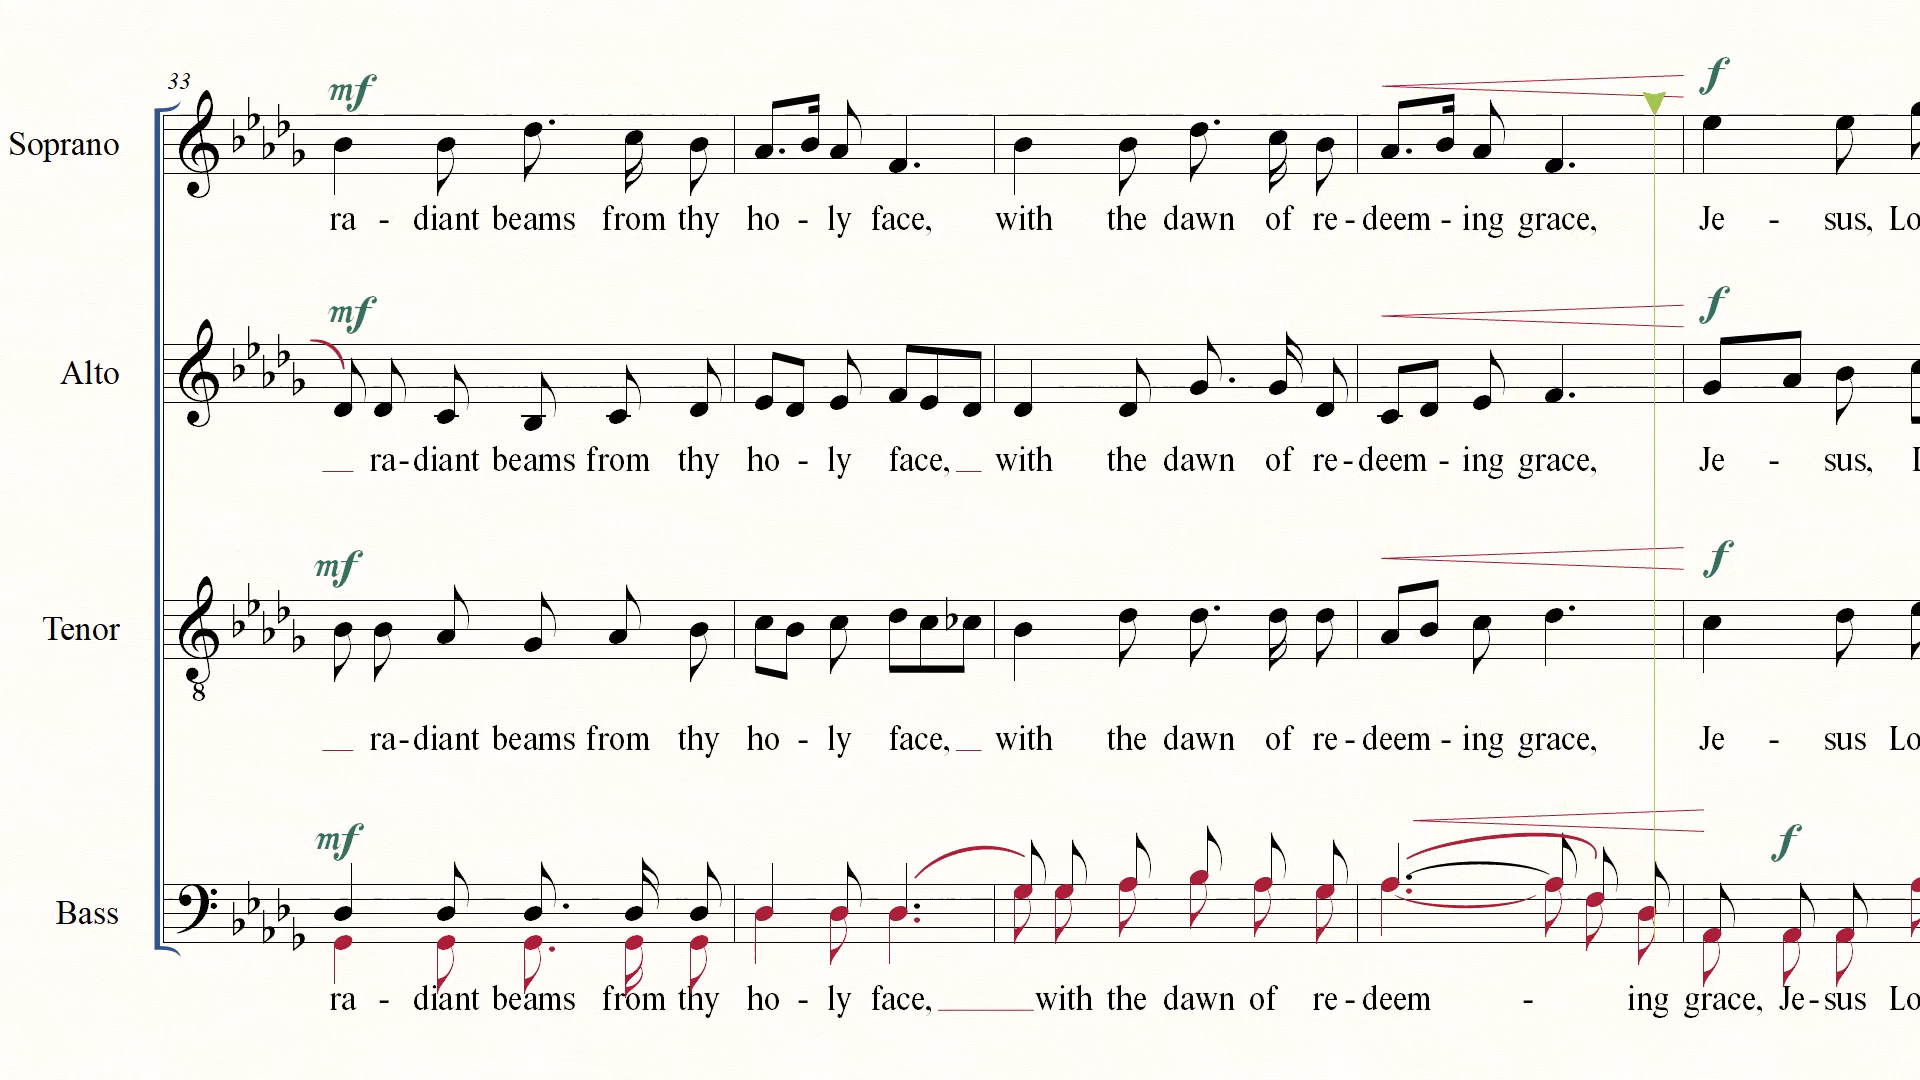 33
mf f
Soprano
ra - diant beams from thy ho - ly face, with the dawn of re - deem - ing grace, Je - sus, Lo
mf f
Alto
__ ra - diant beams from thy ho - ly face, __ with the dawn of re - deem - ing grace, Je - sus,
mf f
Tenor
8
__ ra - diant beams from thy ho - ly face, __ with the dawn of re - deem - ing grace, Je - sus Lo
mf f
Bass
ra - diant beams from thy ho - ly face, ____ with the dawn of re - deem - ing grace, Je - sus Lo